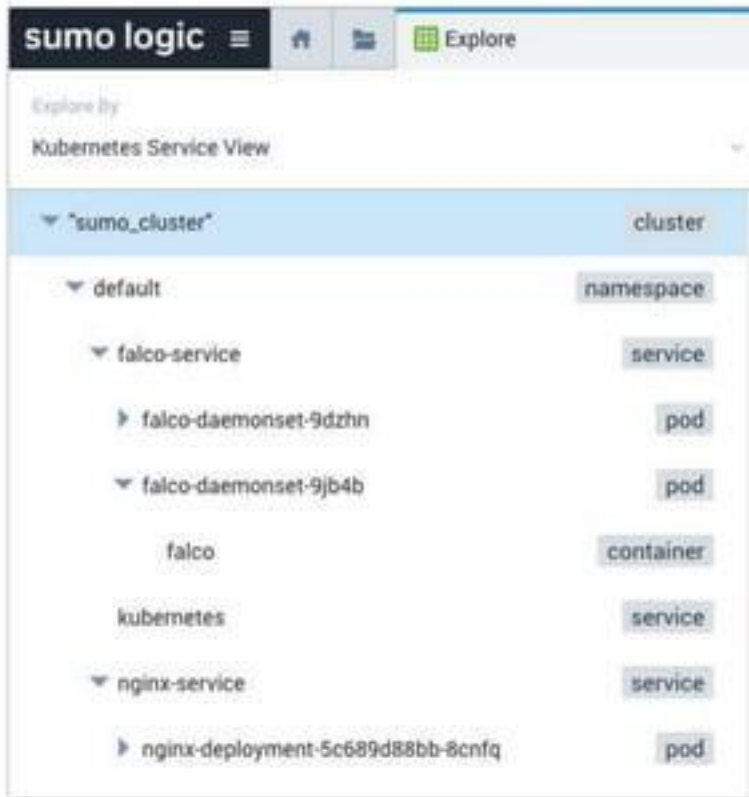 sumo logic Explore
Explore By
Kubernetes Service View
"sumo_cluster" cluster
default namespace
falco-service service
falco-daemonset-9dzhn pod
falco-daemonset-9jb4b pod
falco container
kubernetes service
nginx-service service
nginx-deployment-5c689d88bb-8cnfq pod